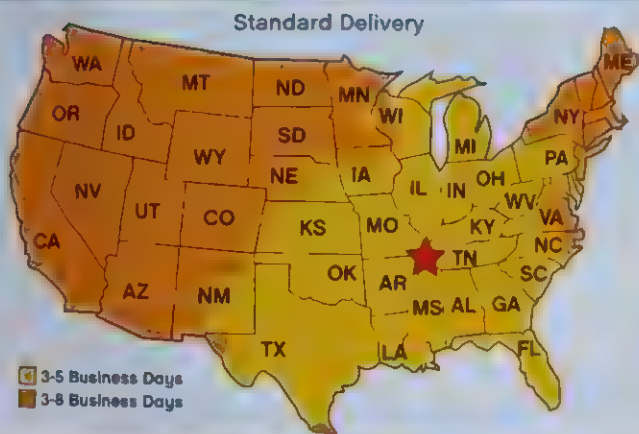 Standard Delivery
WA
MT
ND
MN
ME
OR
ID
SD
WI
NY
WY
MI
NV
NE
IA
PA
UT
CO
IL
IN
OH
WV
VA
CA
KS
MO
KY
NC
AZ
NM
OK
AR
TN
SC
MS
AL
GA
TX
LA
FL
3-5 Business Days
3-8 Business Days